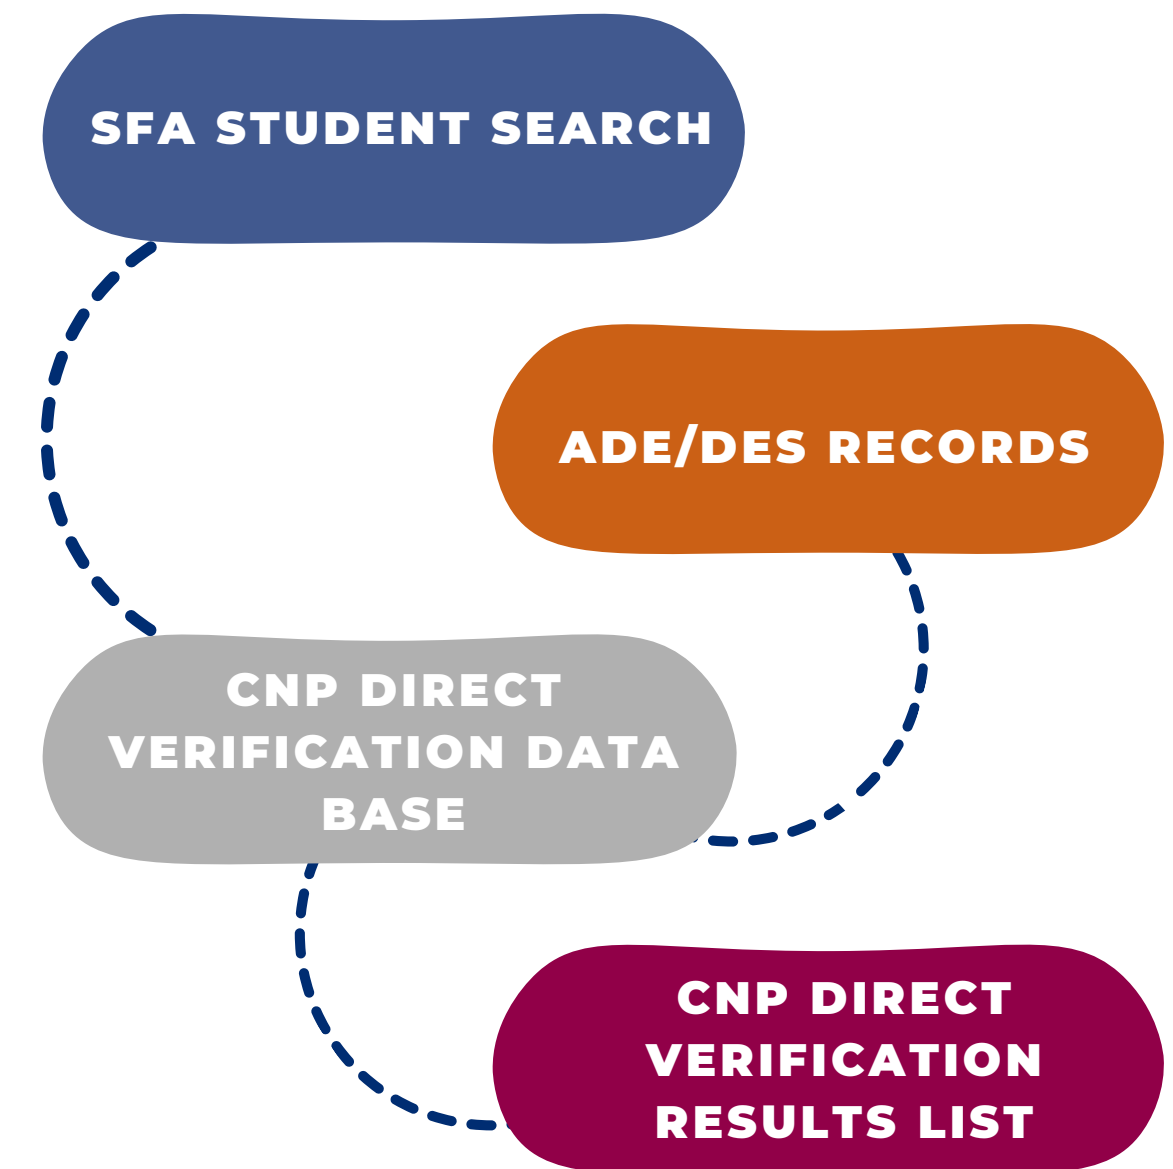 SFA STUDENT SEARCH
ADE/DES RECORDS
CNP DIRECT
VERIFICATION DATA
BASE
CNP DIRECT
VERIFICATION
RESULTS LIST